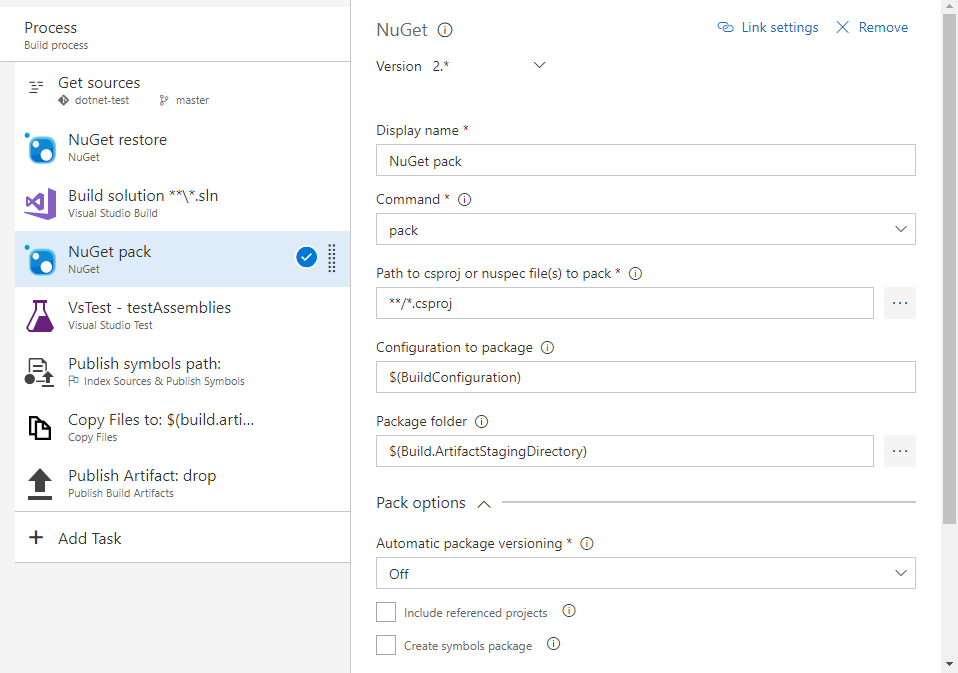 Process
Build process
Get sources
dotnet-test master
NuGet restore
NuGet
Build solution **\*.sln
Visual Studio Build
NuGet pack
NuGet
VsTest - testAssemblies
Visual Studio Test
Publish symbols path:
Index Sources & Publish Symbols
Copy Files to: $(build.arti...
Copy Files
Publish Artifact: drop
Publish Build Artifacts
+ Add Task
NuGet
Link settings
Remove
Version 2.*
Display name *
NuGet pack
Command *
pack
Path to csproj or nuspec file(s) to pack *
**/*.csproj
...
Configuration to package
$(BuildConfiguration)
Package folder
$(Build.ArtifactStagingDirectory)
...
Pack options
Automatic package versioning *
Off
Include referenced projects
Create symbols package